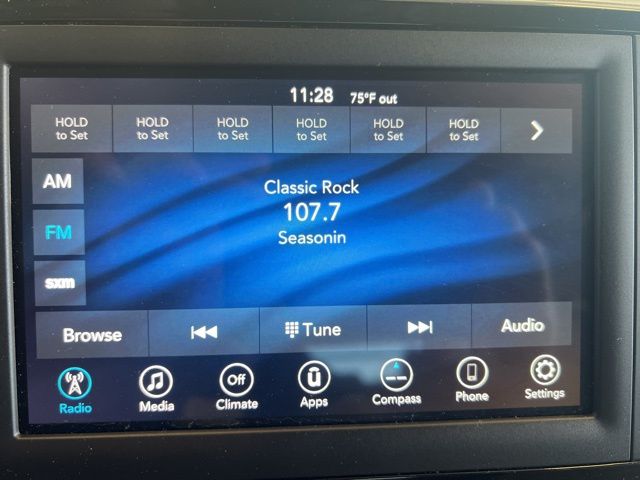 11:28 75°F out
HOLD to Set HOLD to Set HOLD to Set HOLD to Set HOLD to Set HOLD to Set
AM
Classic Rock
107.7
FM
Seasonin
sxm
Browse Tune Audio
Off
Radio Media Climate Apps Compass Phone Settings